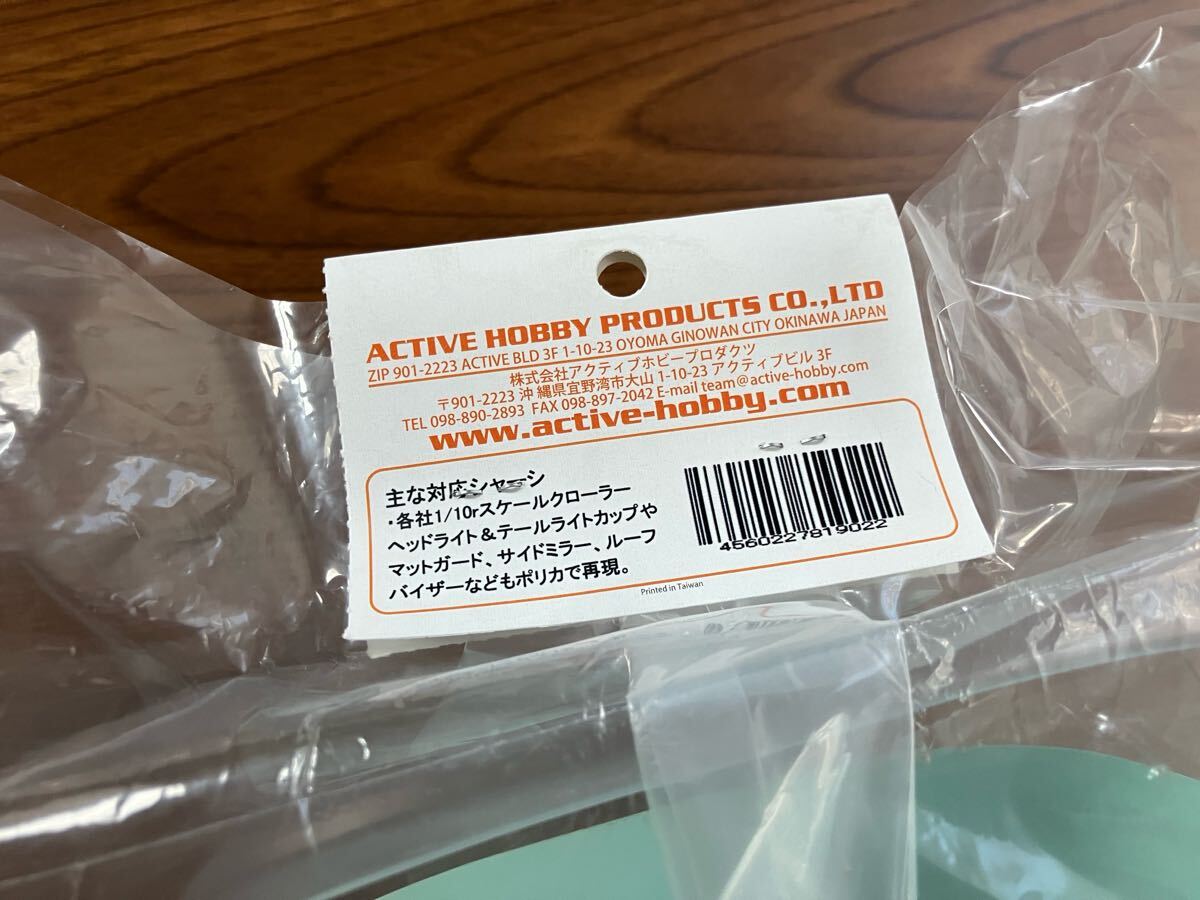 ACTIVE HOBBY PRODUCTS CO.,LTD
ZIP 901-2223 ACTIVE BLD 3F 1-10-23 OYOMA GINOWAN CITY OKINAWA JAPAN
株式会社アクティブホビープロダクツ
〒901-2223 沖縄県宜野湾市大山 1-10-23 アクティブビル 3F
TEL 098-890-2893 FAX 098-897-2042 E-mail team@active-hobby.com
www.active-hobby.com
主な対応シャーシ
・各社1/10rスケールクローラー
ヘッドライト＆テールライトカップや
マットガード、サイドミラー、ルーフ
バイザーなどもポリカで再現。
4560227819022
Printed in Taiwan